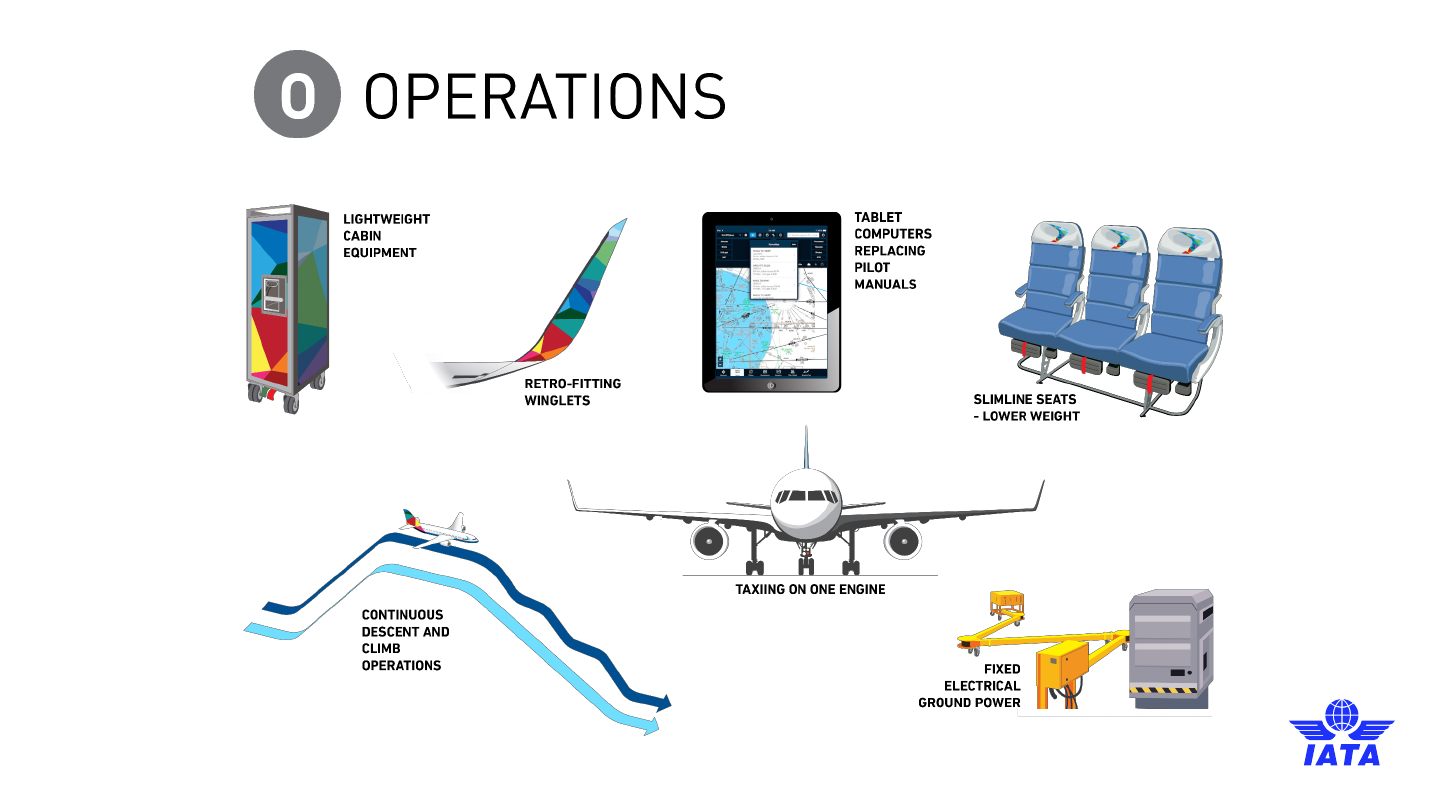 O OPERATIONS
LIGHTWEIGHT
CABIN
EQUIPMENT
RETRO-FITTING
WINGLETS
TABLET
COMPUTERS
REPLACING
PILOT
MANUALS
SLIMLINE SEATS
- LOWER WEIGHT
CONTINUOUS
DESCENT AND
CLIMB
OPERATIONS
TAXIING ON ONE ENGINE
FIXED
ELECTRICAL
GROUND POWER
IATA